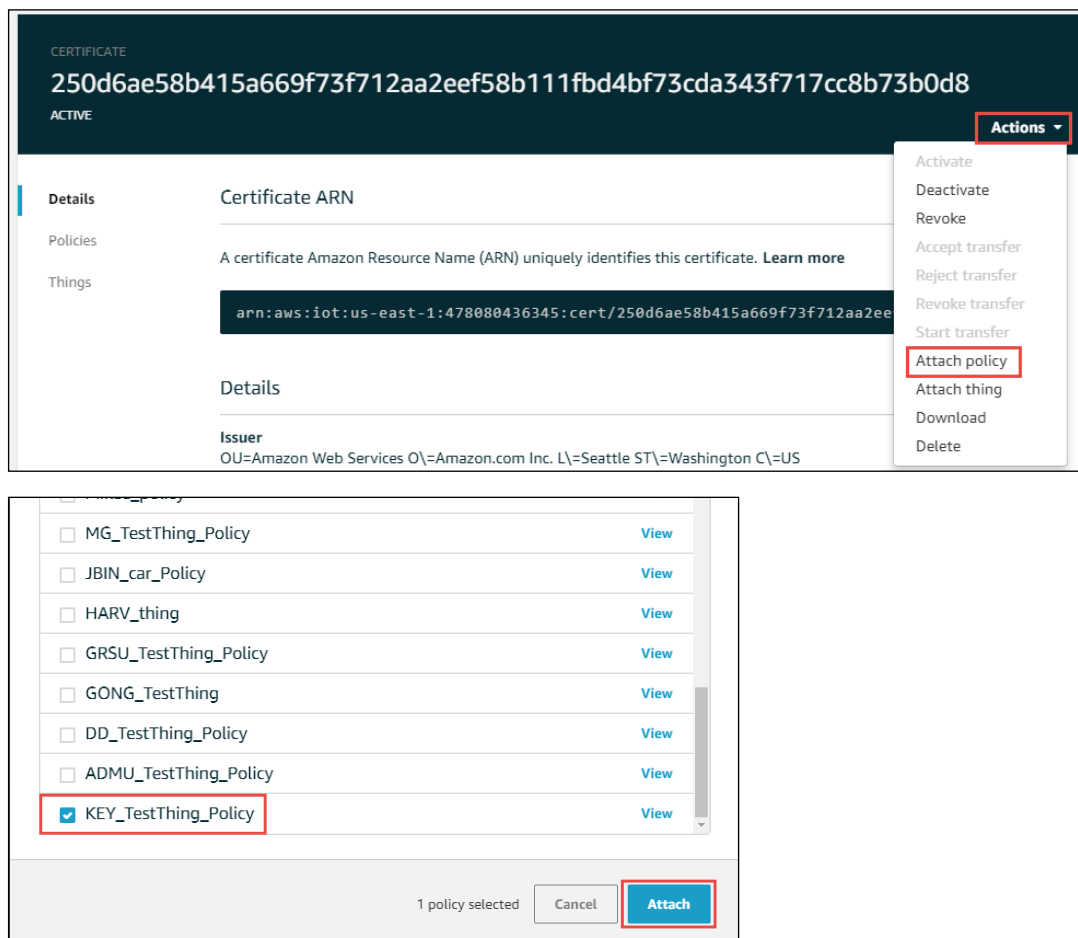 CERTIFICATE
250d6ae58b415a669f73f712aa2eef58b111fbd4bf73cda343f717cc8b73b0d8
ACTIVE
Actions
Activate
Deactivate
Revoke
Accept transfer
Reject transfer
Revoke transfer
Start transfer
Attach policy
Attach thing
Download
Delete
Details
Policies
Things
Certificate ARN
A certificate Amazon Resource Name (ARN) uniquely identifies this certificate. Learn more
arn:aws:iot:us-east-1:478080436345:cert/250d6ae58b415a669f73f712aa2ee
Details
Issuer
OU=Amazon Web Services O\=Amazon.com Inc. L\=Seattle ST\=Washington C\=US
MG_TestThing_Policy View
JBIN_car_Policy View
HARV_thing View
GRSU_TestThing_Policy View
GONG_TestThing View
DD_TestThing_Policy View
ADMU_TestThing_Policy View
KEY_TestThing_Policy View
1 policy selected Cancel Attach